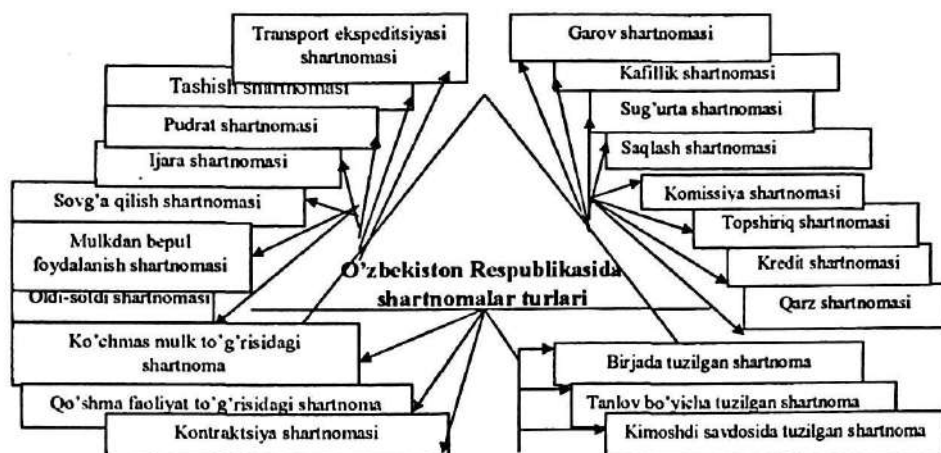 Transport ekspeditsiyasi
shartnomasi
Tashish shartnomasi
Pudrat shartnomasi
Ijara shartnomasi
Sovg'a qilish shartnomasi
Mulkdan bepul
foydalanish shartnomasi
Oldi-sotdi shartnomasi
Ko'chmas mulk to'g'risidagi
shartnoma
Qo'shma faoliyat to'g'risidagi shartnoma
Kontraktsiya shartnomasi
O'zbekiston Respublikasida
shartnomalar turlari
Garov shartnomasi
Kafillik shartnomasi
Sug'urta shartnomasi
Saqlash shartnomasi
Komissiya shartnomasi
Topshiriq shartnomasi
Kredit shartnomasi
Qarz shartnomasi
Birjada tuzilgan shartnoma
Tanlov bo'yicha tuzilgan shartnoma
Kimoshdi savdosida tuzilgan shartnoma